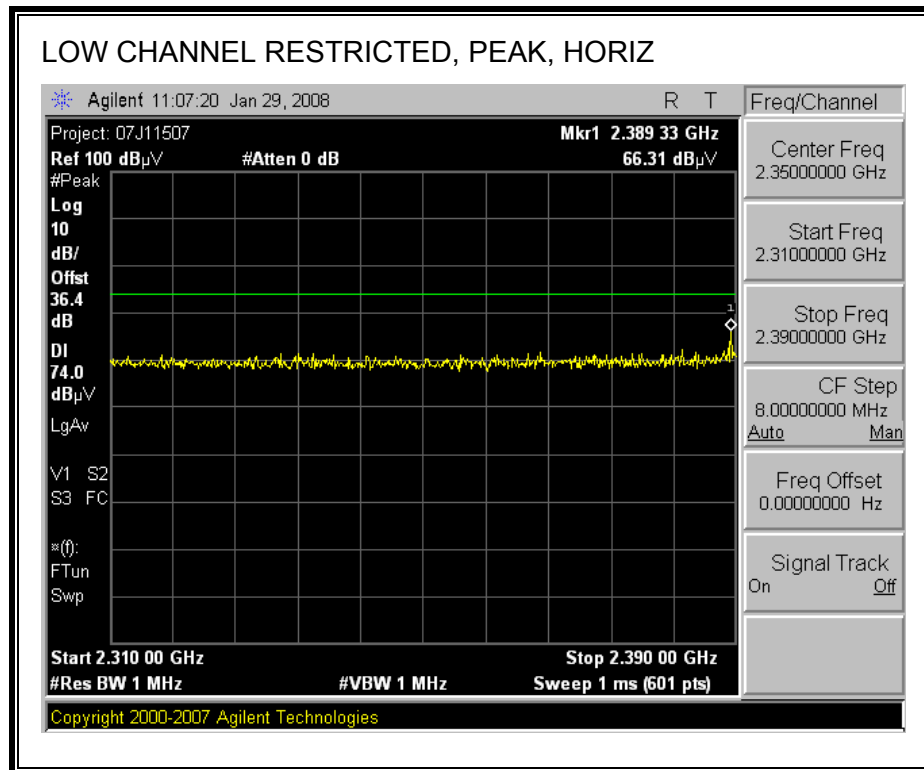 LOW CHANNEL RESTRICTED, PEAK, HORIZ
Agilent 11:07:20 Jan 29, 2008 R T
Project: 07J11507 Mkr1 2.389 33 GHz
Ref 100 dBµV #Atten 0 dB 66.31 dBµV
#Peak
Log
10
dB/
Offst
36.4
dB
DI
74.0
dBµV
LgAv
V1 S2
S3 FC
¤(f):
FTun
Swp
1
Start 2.310 00 GHz Stop 2.390 00 GHz
#Res BW 1 MHz #VBW 1 MHz Sweep 1 ms (601 pts)
Copyright 2000-2007 Agilent Technologies
Freq/Channel
Center Freq
2.35000000 GHz
Start Freq
2.31000000 GHz
Stop Freq
2.39000000 GHz
CF Step
8.00000000 MHz
Auto Man
Freq Offset
0.00000000 Hz
Signal Track
On Off